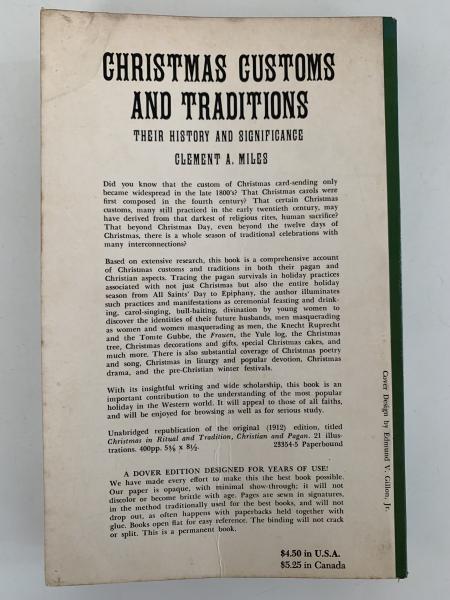 CHRISTMAS CUSTOMS
AND TRADITIONS
THEIR HISTORY AND SIGNIFICANCE
CLEMENT A. MILES
Did you know that the custom of Christmas card-sending only
became widespread in the late 1800's? That Christmas carols were
first composed in the fourth century? That certain Christmas
customs, many still practiced in the early twentieth century, may
have derived from that darkest of religious rites, human sacrifice?
That beyond Christmas Day, even beyond the twelve days of
Christmas, there is a whole season of traditional celebrations with
many interconnections?
Based on extensive research, this book is a comprehensive account
of Christmas customs and traditions in both their pagan and
Christian aspects. Tracing the pagan survivals in holiday practices
associated with not just Christmas but also the entire holiday
season from All Saints' Day to Epiphany, the author illuminates
such practices and manifestations as ceremonial feasting and drink-
ing, carol-singing, bull-baiting, divination by young women to
discover the identities of their future husbands, men masquerading
as women and women masquerading as men, the Knecht Ruprecht
and the Tomte Gubbe, the Frauen, the Yule log, the Christmas
tree, Christmas decorations and gifts, special Christmas cakes, and
much more. There is also substantial coverage of Christmas poetry
and song, Christmas in liturgy and popular devotion, Christmas
drama, and the pre-Christian winter festivals.
With its insightful writing and wide scholarship, this book is an
important contribution to the understanding of the most popular
holiday in the Western world. It will appeal to those of all faiths,
and will be enjoyed for browsing as well as for serious study.
Unabridged republication of the original (1912) edition, titled
Christmas in Ritual and Tradition, Christian and Pagan. 21 illus-
trations. 400pp. 5⅜ x 8½. 23354-5 Paperbound
A DOVER EDITION DESIGNED FOR YEARS OF USE!
We have made every effort to make this the best book possible.
Our paper is opaque, with minimal show-through; it will not
discolor or become brittle with age. Pages are sewn in signatures,
in the method traditionally used for the best books, and will not
drop out, as often happens with paperbacks held together with
glue. Books open flat for easy reference. The binding will not crack
or split. This is a permanent book.
$4.50 in U.S.A.
$5.25 in Canada
Cover Design by Edmund V. Gillon, Jr.